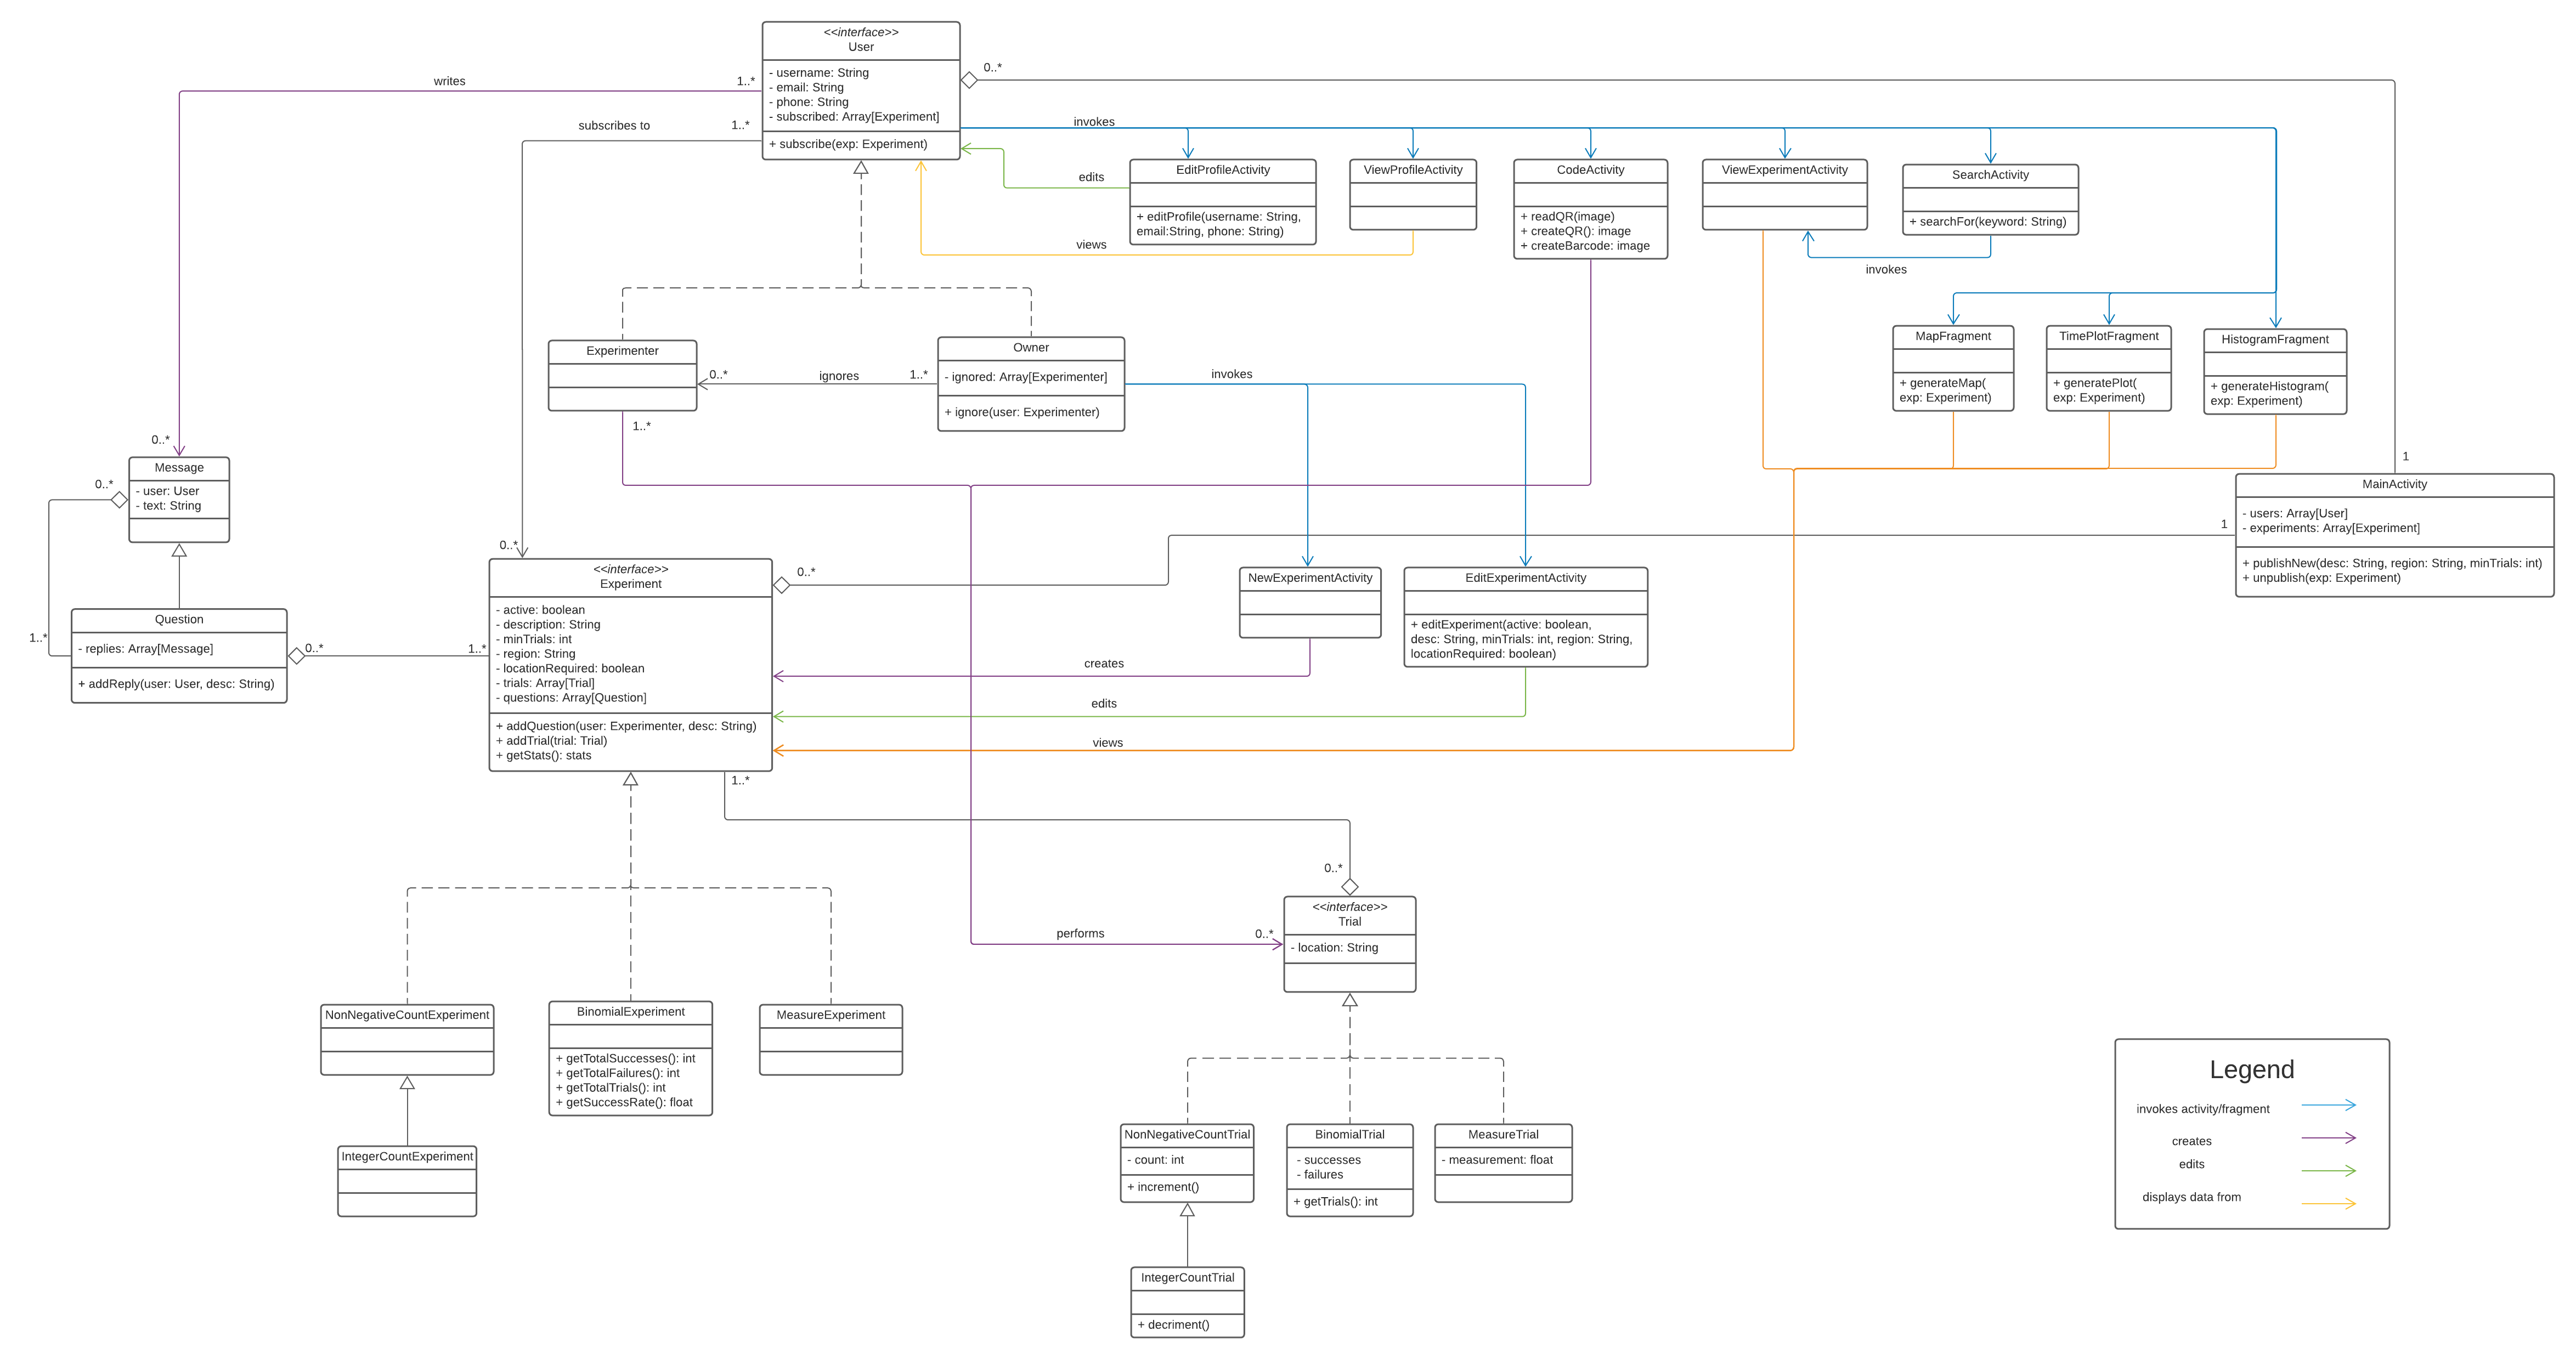 <<interface>>
User
- username: String
- email: String
- phone: String
- subscribed: Array[Experiment]
+ subscribe(exp: Experiment)
writes
1..*
0..*
subscribes to
1..*
invokes
edits
views
EditProfileActivity
+ editProfile(username: String,
email:String, phone: String)
ViewProfileActivity
CodeActivity
+ readQR(image)
+ createQR(): image
+ createBarcode: image
ViewExperimentActivity
SearchActivity
+ searchFor(keyword: String)
invokes
MapFragment
+ generateMap(
exp: Experiment)
TimePlotFragment
+ generatePlot(
exp: Experiment)
HistogramFragment
+ generateHistogram(
exp: Experiment)
Experimenter
0..*
ignores
1..*
1..*
Owner
- ignored: Array[Experimenter]
+ ignore(user: Experimenter)
invokes
0..*
Message
- user: User
- text: String
0..*
1..*
Question
- replies: Array[Message]
+ addReply(user: User, desc: String)
0..*
1..*
0..*
<<interface>>
Experiment
- active: boolean
- description: String
- minTrials: int
- region: String
- locationRequired: boolean
- trials: Array[Trial]
- questions: Array[Question]
+ addQuestion(user: Experimenter, desc: String)
+ addTrial(trial: Trial)
+ getStats(): stats
0..*
1..*
NewExperimentActivity
EditExperimentActivity
+ editExperiment(active: boolean,
desc: String, minTrials: int, region: String,
locationRequired: boolean)
creates
edits
views
1
1
MainActivity
- users: Array[User]
- experiments: Array[Experiment]
+ publishNew(desc: String, region: String, minTrials: int)
+ unpublish(exp: Experiment)
0..*
performs
0..*
<<interface>>
Trial
- location: String
NonNegativeCountExperiment
BinomialExperiment
+ getTotalSuccesses(): int
+ getTotalFailures(): int
+ getTotalTrials(): int
+ getSuccessRate(): float
MeasureExperiment
IntegerCountExperiment
NonNegativeCountTrial
- count: int
+ increment()
BinomialTrial
- successes
- failures
+ getTrials(): int
MeasureTrial
- measurement: float
IntegerCountTrial
+ decriment()
Legend
invokes activity/fragment
creates
edits
displays data from